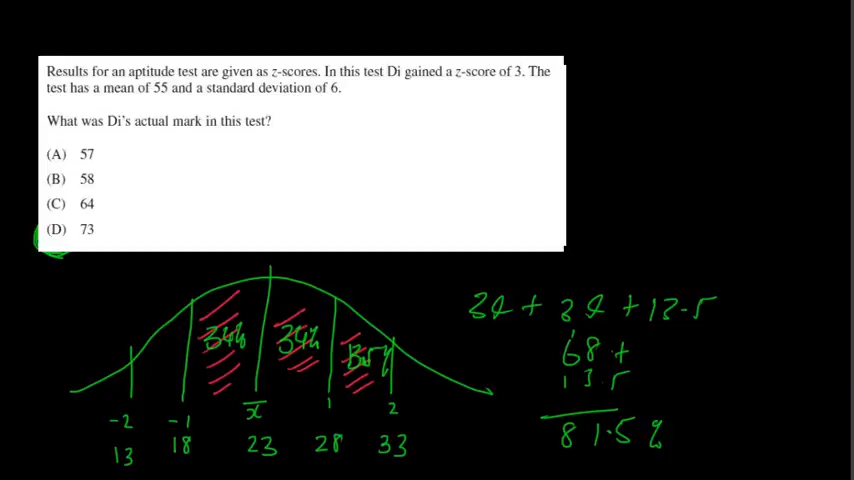 Results for an aptitude test are given as z-scores. In this test Di gained a z-score of 3. The
test has a mean of 55 and a standard deviation of 6.
What was Di's actual mark in this test?
(A) 57
(B) 58
(C) 64
(D) 73
34 + 34 + 13.5
34% 34% 13.5%
68 +
13.5
81.5 %
-2 -1 x̄ 1 2
13 18 23 28 33